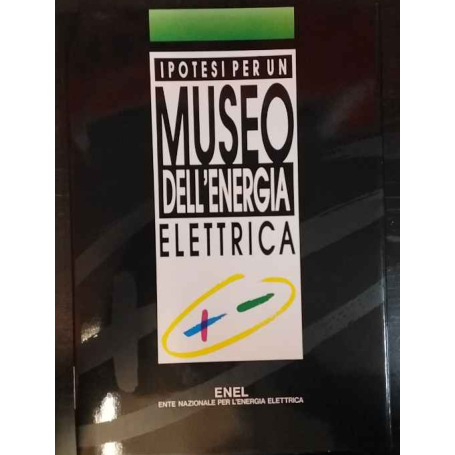 IPOTESI PER UN
MUSEO
DELL'ENERGIA
ELETTRICA
ENEL
ENTE NAZIONALE PER L'ENERGIA ELETTRICA